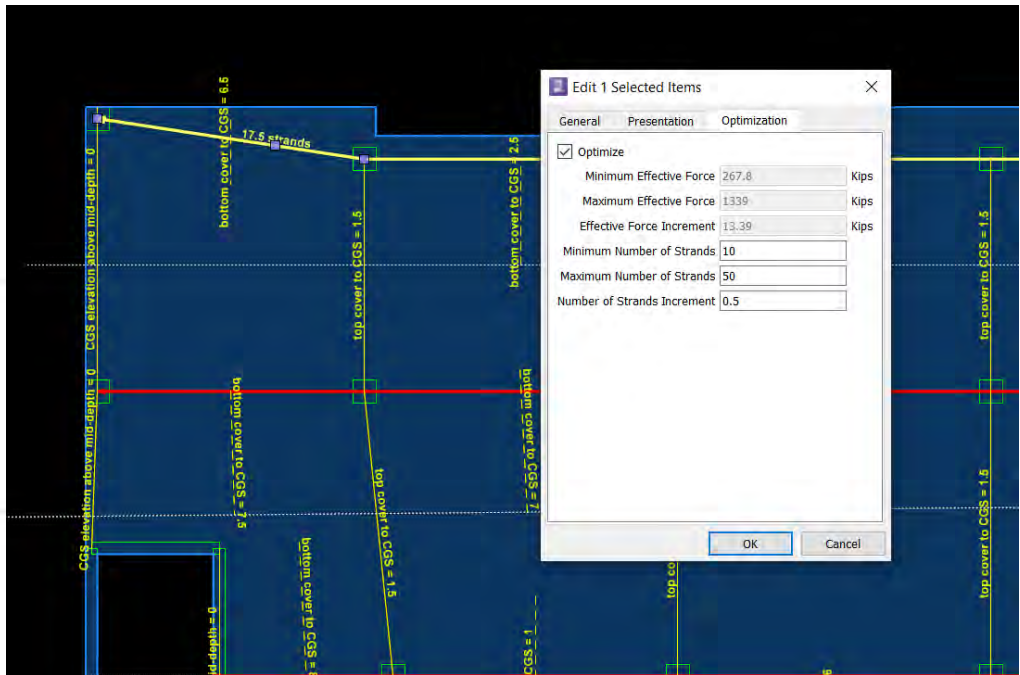 Edit 1 Selected Items
General Presentation Optimization
Optimize
Minimum Effective Force 267.8 Kips
Maximum Effective Force 1339 Kips
Effective Force Increment 13.39 Kips
Minimum Number of Strands 10
Maximum Number of Strands 50
Number of Strands Increment 0.5
OK Cancel
17.5 strands
bottom cover to CGS = 6.5
bottom cover to CGS = 2.5
CGS elevation above mid-depth = 0
top cover to CGS = 1.5
top cover to CGS = 1.5
CGS elevation above mid-depth = 0
bottom cover to CGS = 7.5
bottom cover to CGS = 7
top cover to CGS = 1.5
top cover to CGS = 1.5
bottom cover to CGS =
id-depth = 0
CGS = 1
top co